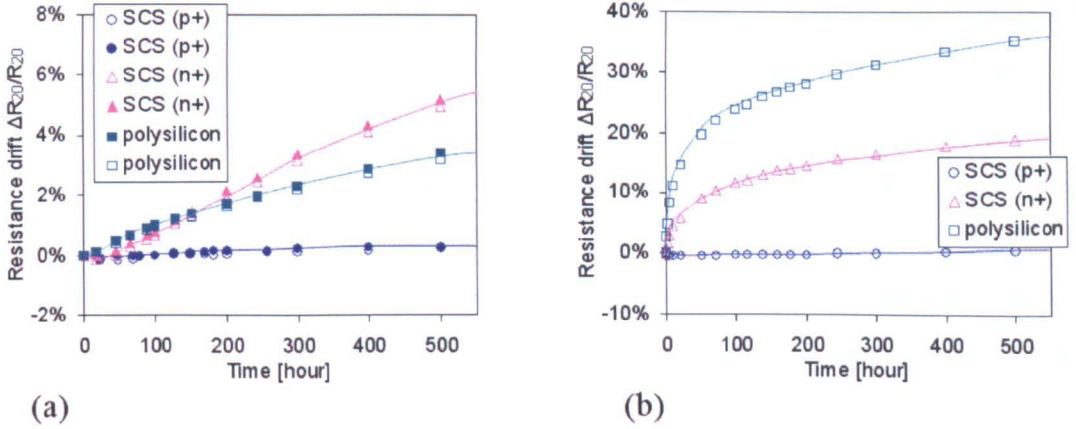 8%
6%
4%
2%
0%
-2%
Resistance drift ΔR20/R20
SCS (p+)
SCS (p+)
SCS (n+)
SCS (n+)
polysilicon
polysilicon
0 100 200 300 400 500
Time [hour]
(a)
40%
30%
20%
10%
0%
-10%
Resistance drift ΔR20/R20
SCS (p+)
SCS (n+)
polysilicon
0 100 200 300 400 500
Time [hour]
(b)